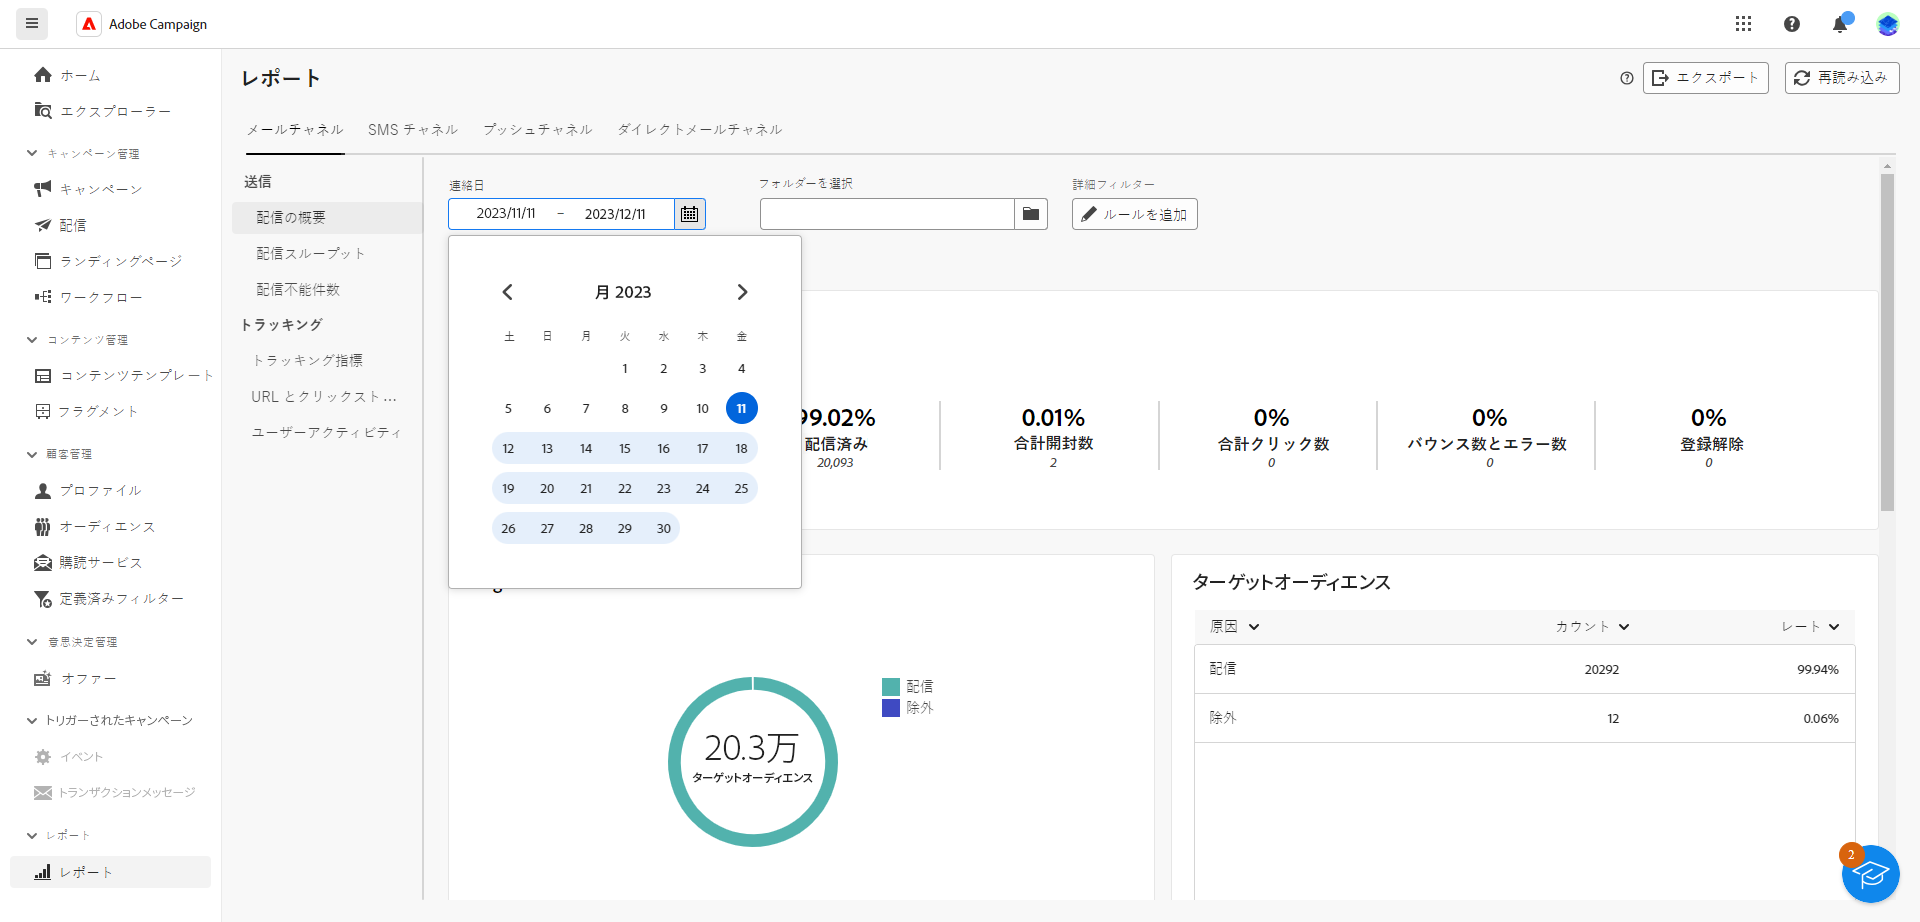 Adobe Campaign
ホーム
エクスプローラー
キャンペーン管理
キャンペーン
配信
ランディングページ
ワークフロー
コンテンツ管理
コンテンツテンプレート
フラグメント
顧客管理
プロファイル
オーディエンス
購読サービス
定義済みフィルター
意思決定管理
オファー
トリガーされたキャンペーン
イベント
トランザクションメッセージ
レポート
レポート
レポート
エクスポート
再読み込み
メールチャネル SMS チャネル プッシュチャネル ダイレクトメールチャネル
送信
配信の概要
配信スループット
配信不能件数
トラッキング
トラッキング指標
URL とクリックスト ...
ユーザーアクティビティ
連絡日
2023/11/11 – 2023/12/11
フォルダーを選択
詳細フィルター
ルールを追加
月 2023
土 日 月 火 水 木 金
1 2 3 4
5 6 7 8 9 10 11
12 13 14 15 16 17 18
19 20 21 22 23 24 25
26 27 28 29 30
99.02% 0.01% 0% 0% 0%
配信済み 合計開封数 合計クリック数 バウンス数とエラー数 登録解除
20,093 2 0 0 0
20.3万
ターゲットオーディエンス
配信
除外
ターゲットオーディエンス
原因 カウント レート
配信 20292 99.94%
除外 12 0.06%
2